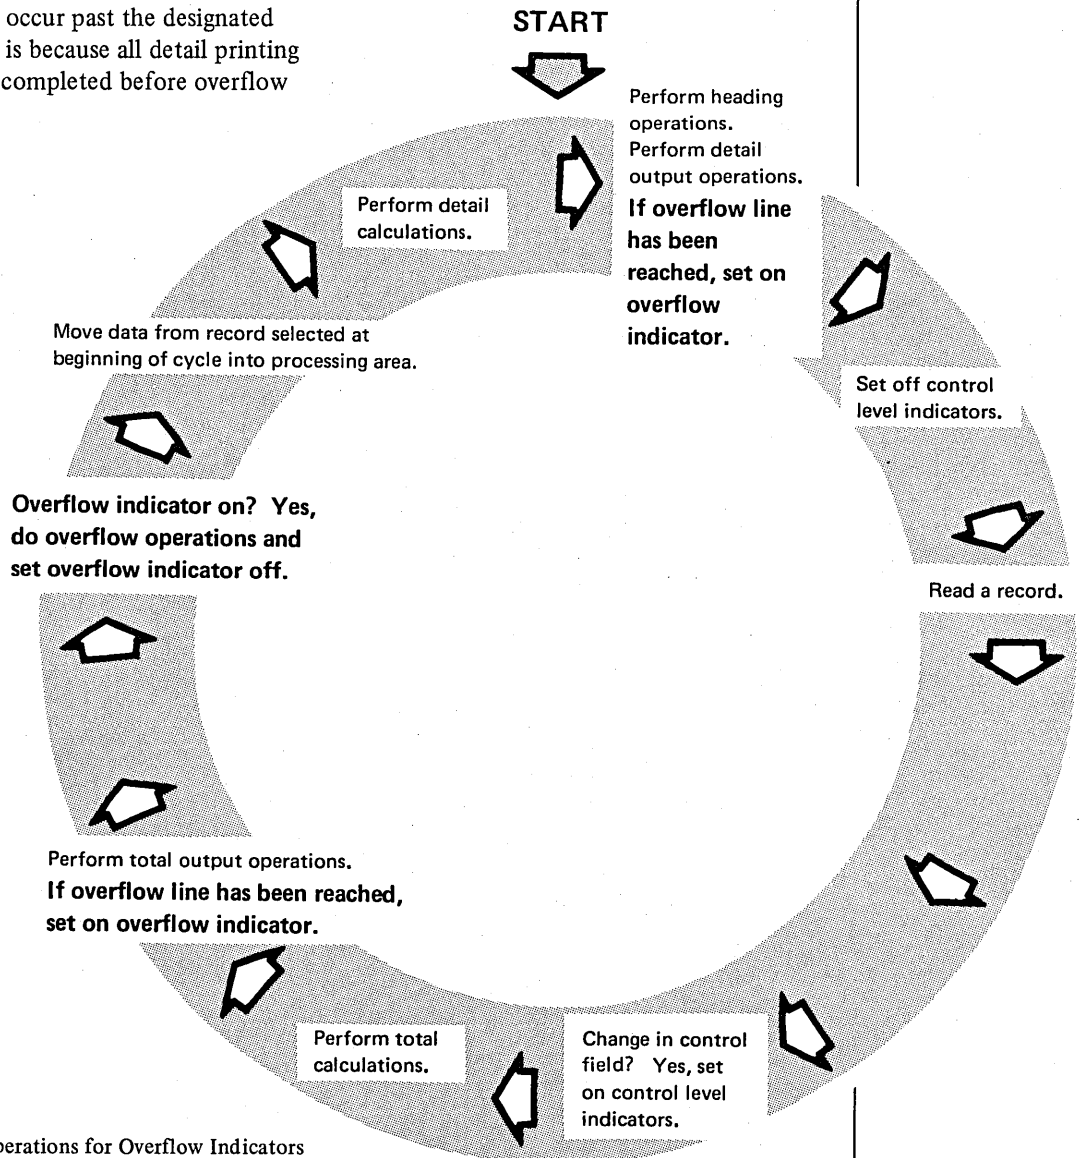 occur past the designated
is because all detail printing
completed before overflow
START
Perform heading
operations.
Perform detail
output operations.
If overflow line
has been
reached, set on
overflow
indicator.
Set off control
level indicators.
Read a record.
Change in control
field? Yes, set
on control level
indicators.
Perform total
calculations.
Perform total output operations.
If overflow line has been reached,
set on overflow indicator.
Overflow indicator on? Yes,
do overflow operations and
set overflow indicator off.
Move data from record selected at
beginning of cycle into processing area.
Perform detail
calculations.
perations for Overflow Indicators